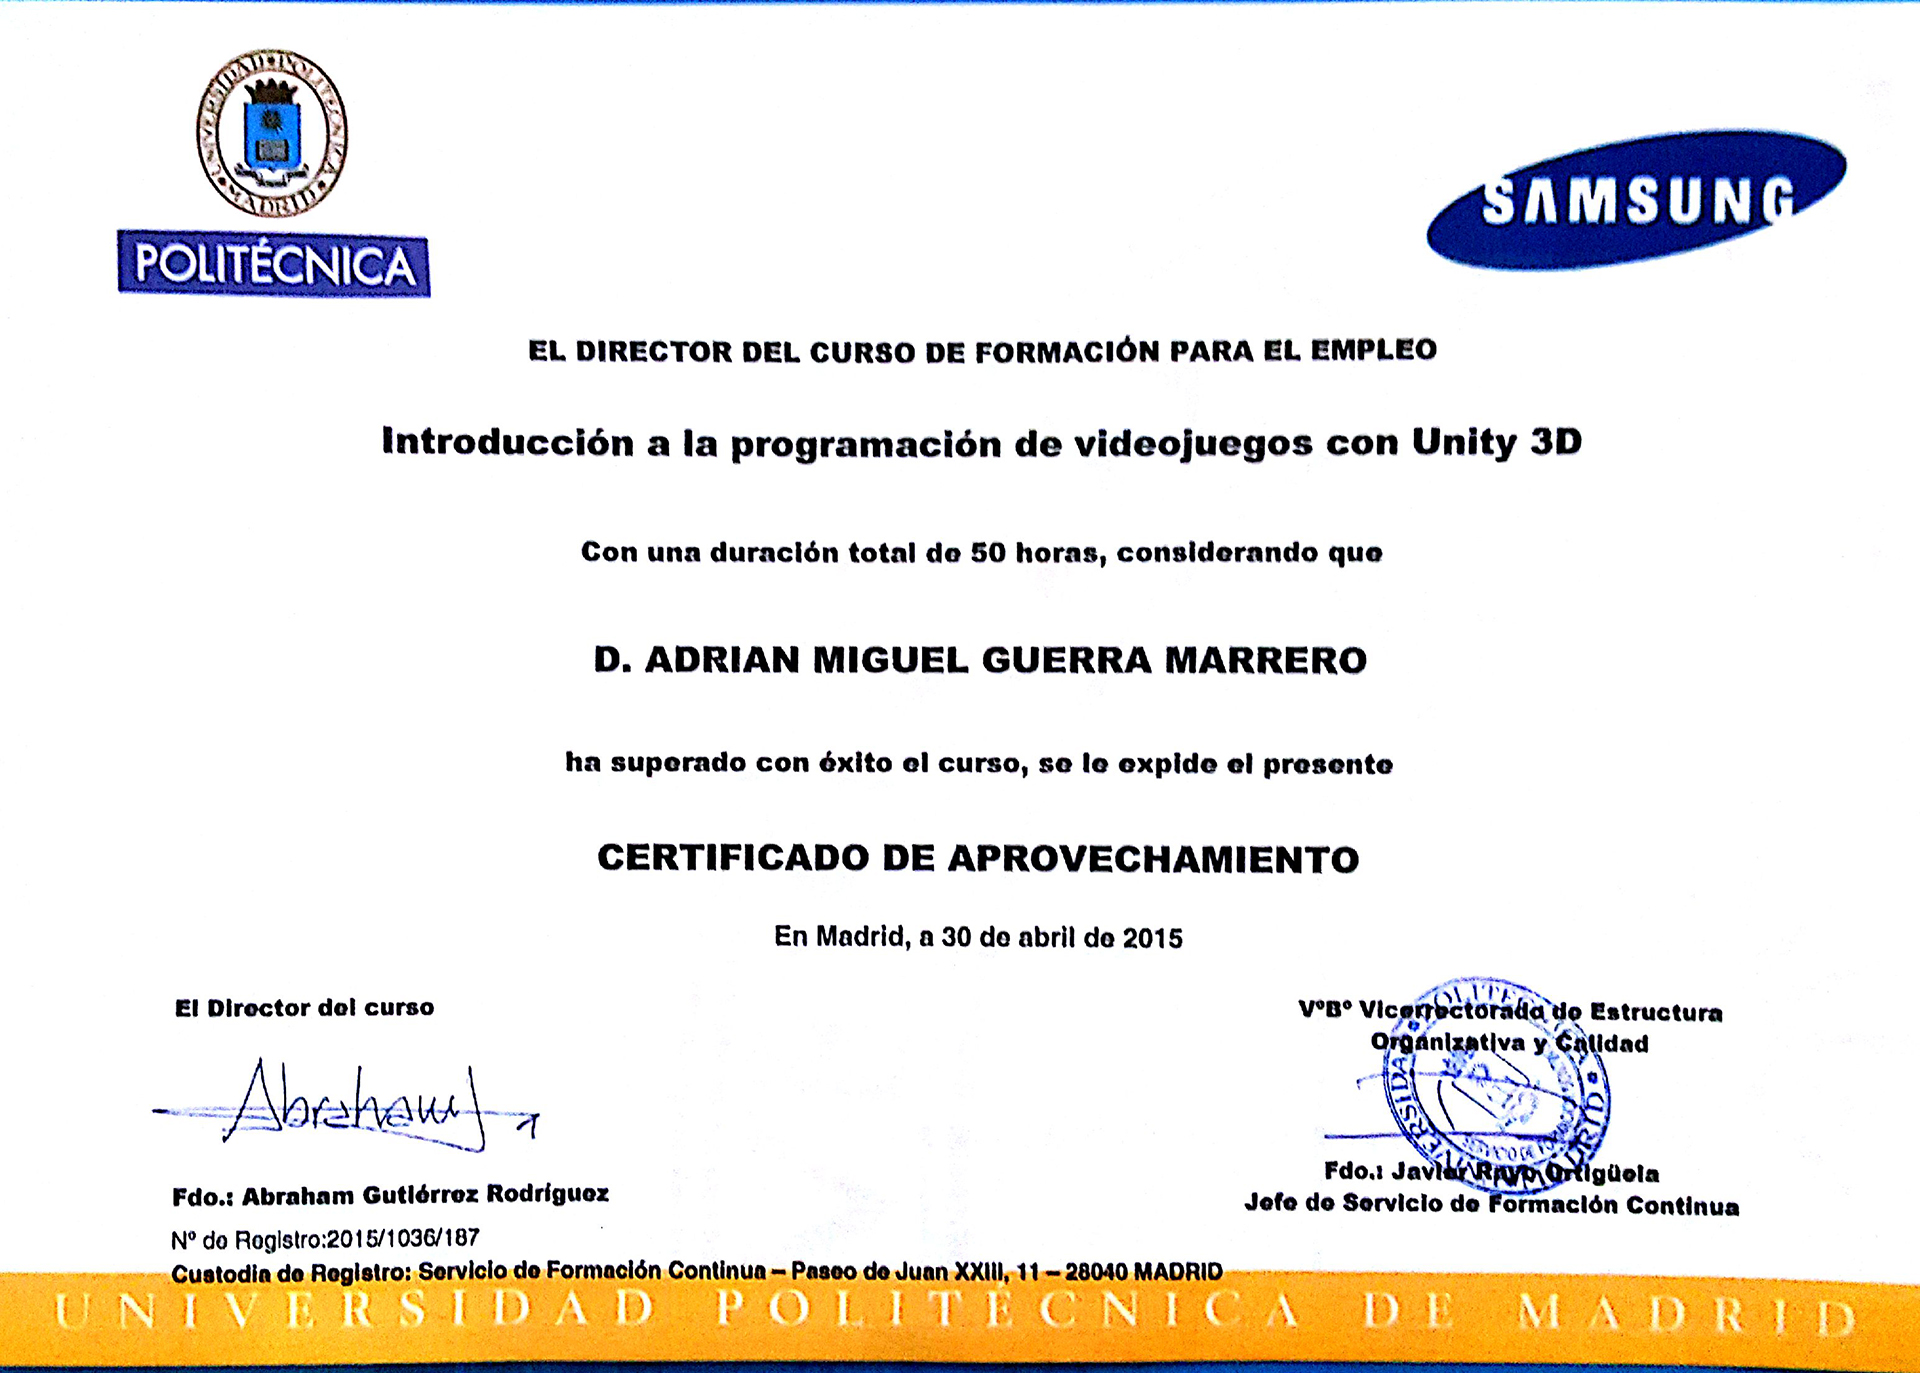 UNIVERSIDAD POLITÉCNICA
MADRID
POLITÉCNICA
SAMSUNG
EL DIRECTOR DEL CURSO DE FORMACIÓN PARA EL EMPLEO
Introducción a la programación de videojuegos con Unity 3D
Con una duración total de 50 horas, considerando que
D. ADRIAN MIGUEL GUERRA MARRERO
ha superado con éxito el curso, se le expide el presente
CERTIFICADO DE APROVECHAMIENTO
En Madrid, a 30 de abril de 2015
El Director del curso
Abraham
Fdo.: Abraham Gutiérrez Rodríguez
VºBº Vicerrectorado de Estructura
Organizativa y Calidad
Fdo.: Javier Rayo Ortigüela
Jefe de Servicio de Formación Continua
Nº de Registro:2015/1036/187
Custodia de Registro: Servicio de Formación Continua – Paseo de Juan XXIII, 11 – 28040 MADRID
UNIVERSIDAD POLITÉCNICA DE MADRID